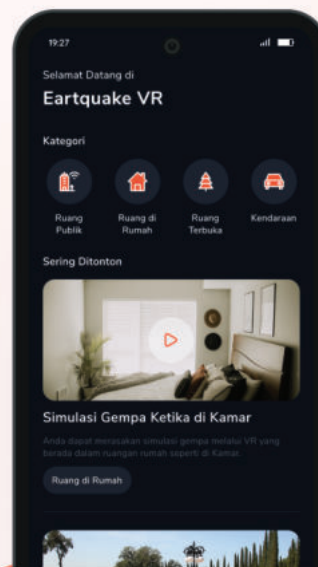 19:27
Selamat Datang di
Eartquake VR
Kategori
Ruang
Publik
Ruang di
Rumah
Ruang
Terbuka
Kendaraan
Sering Ditonton
Simulasi Gempa Ketika di Kamar
Anda dapat merasakan simulasi gempa melalui VR yang
berada dalam ruangan rumah seperti di Kamar.
Ruang di Rumah